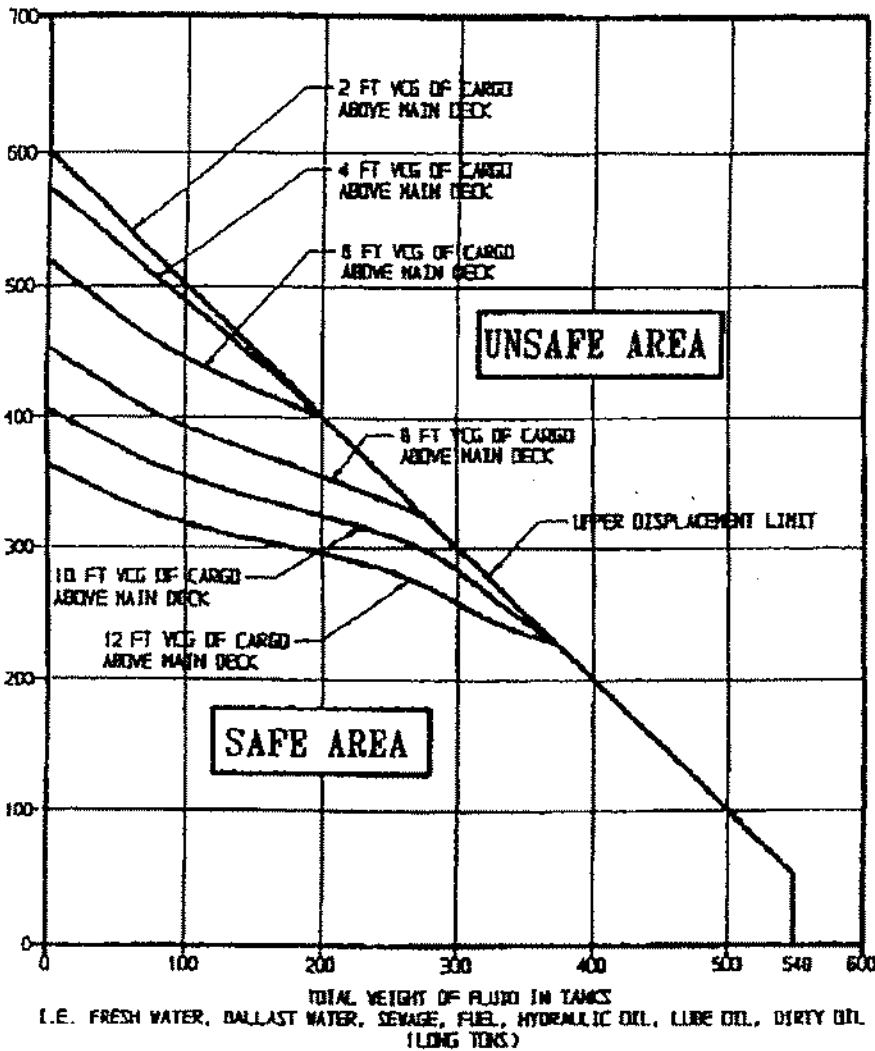 700
2 FT VCG OF CARGO
ABOVE MAIN DECK
600
4 FT VCG OF CARGO
ABOVE MAIN DECK
6 FT VCG OF CARGO
ABOVE MAIN DECK
500
UNSAFE AREA
400
8 FT VCG OF CARGO
ABOVE MAIN DECK
UPPER DISPLACEMENT LIMIT
300
10 FT VCG OF CARGO
ABOVE MAIN DECK
12 FT VCG OF CARGO
ABOVE MAIN DECK
200
SAFE AREA
100
0
0 100 200 300 400 500 548 600
TOTAL WEIGHT OF FLUID IN TANKS
I.E. FRESH WATER, BALLAST WATER, SEWAGE, FUEL, HYDRAULIC OIL, LUBE OIL, DIRTY OIL
(LONG TONS)